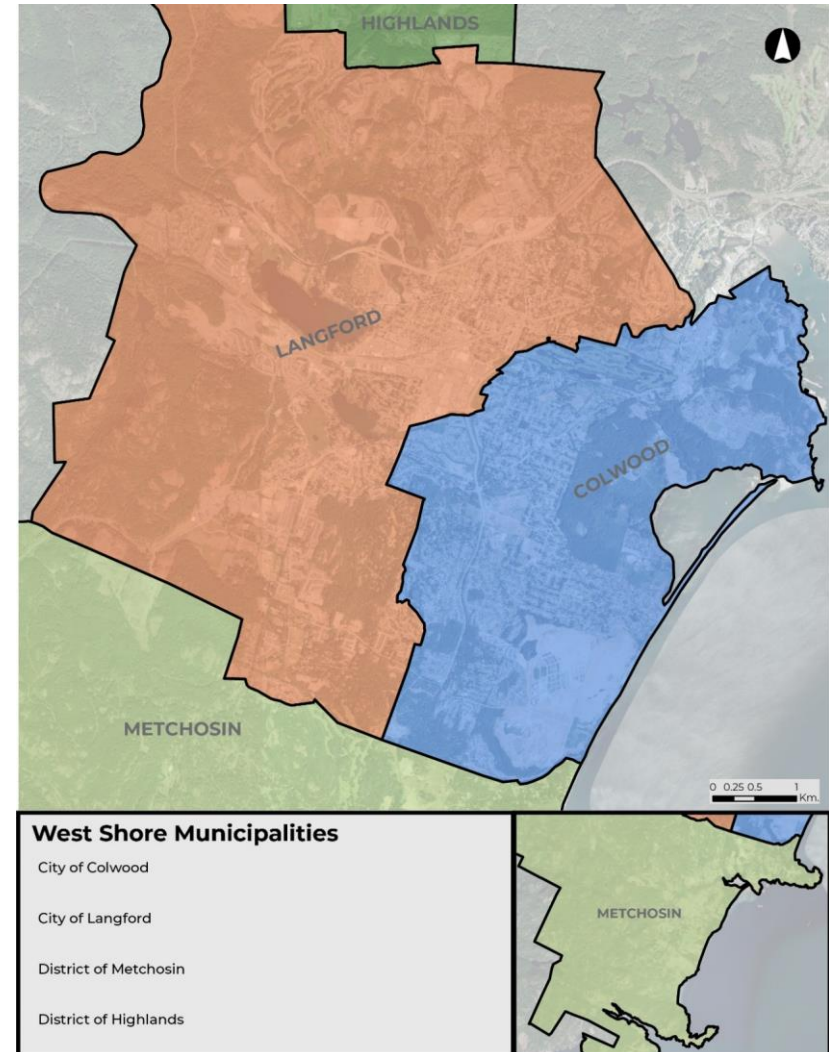 HIGHLANDS
LANGFORD
COLWOOD
METCHOSIN
0 0.25 0.5 1
Km.
West Shore Municipalities
City of Colwood
City of Langford
District of Metchosin
District of Highlands
METCHOSIN